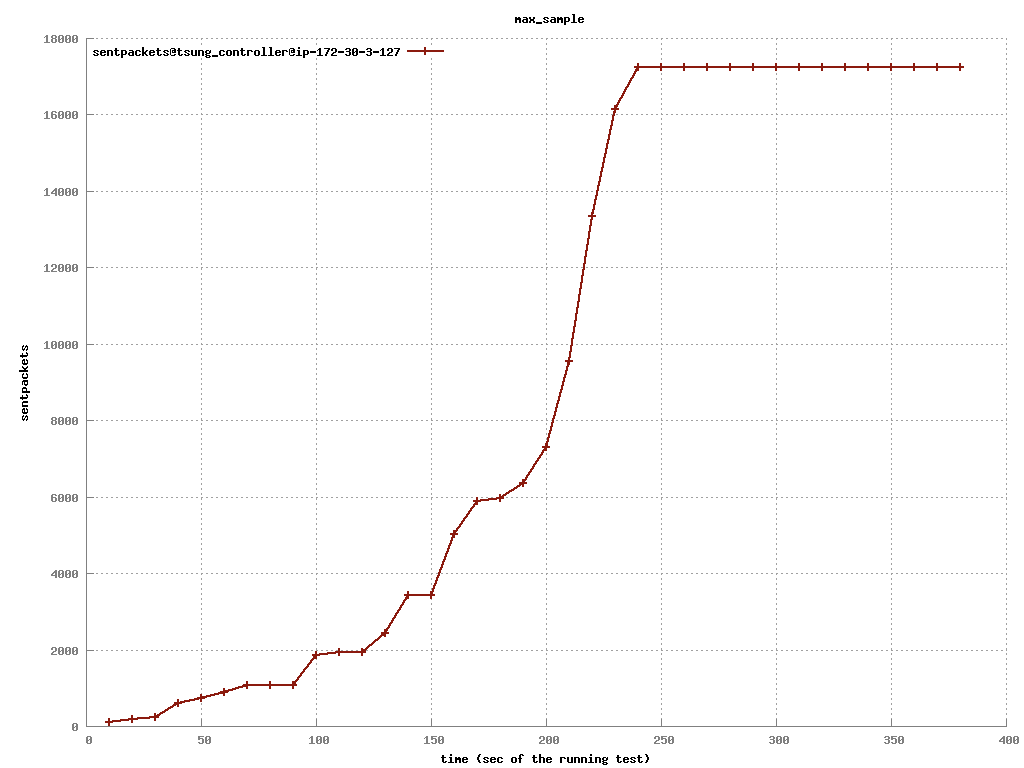 max_sample
sentpackets@tsung_controller@ip-172-30-3-127
18000
16000
14000
12000
10000
8000
6000
4000
2000
0
sentpackets
0 50 100 150 200 250 300 350 400
time (sec of the running test)